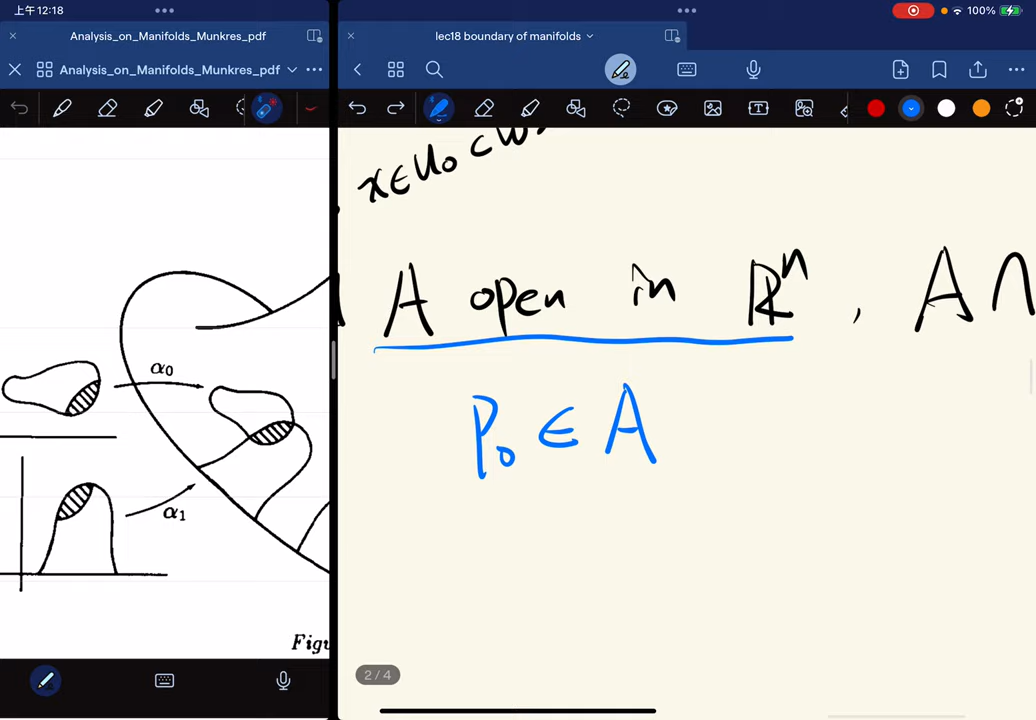 上午12:18
100%
Analysis_on_Manifolds_Munkres_pdf
lec18 boundary of manifolds
Analysis_on_Manifolds_Munkres_pdf
x ∈ U₀ ⊂ W
A open in ℝⁿ , A ∩
p₀ ∈ A
α₀
α₁
Figu
2 / 4